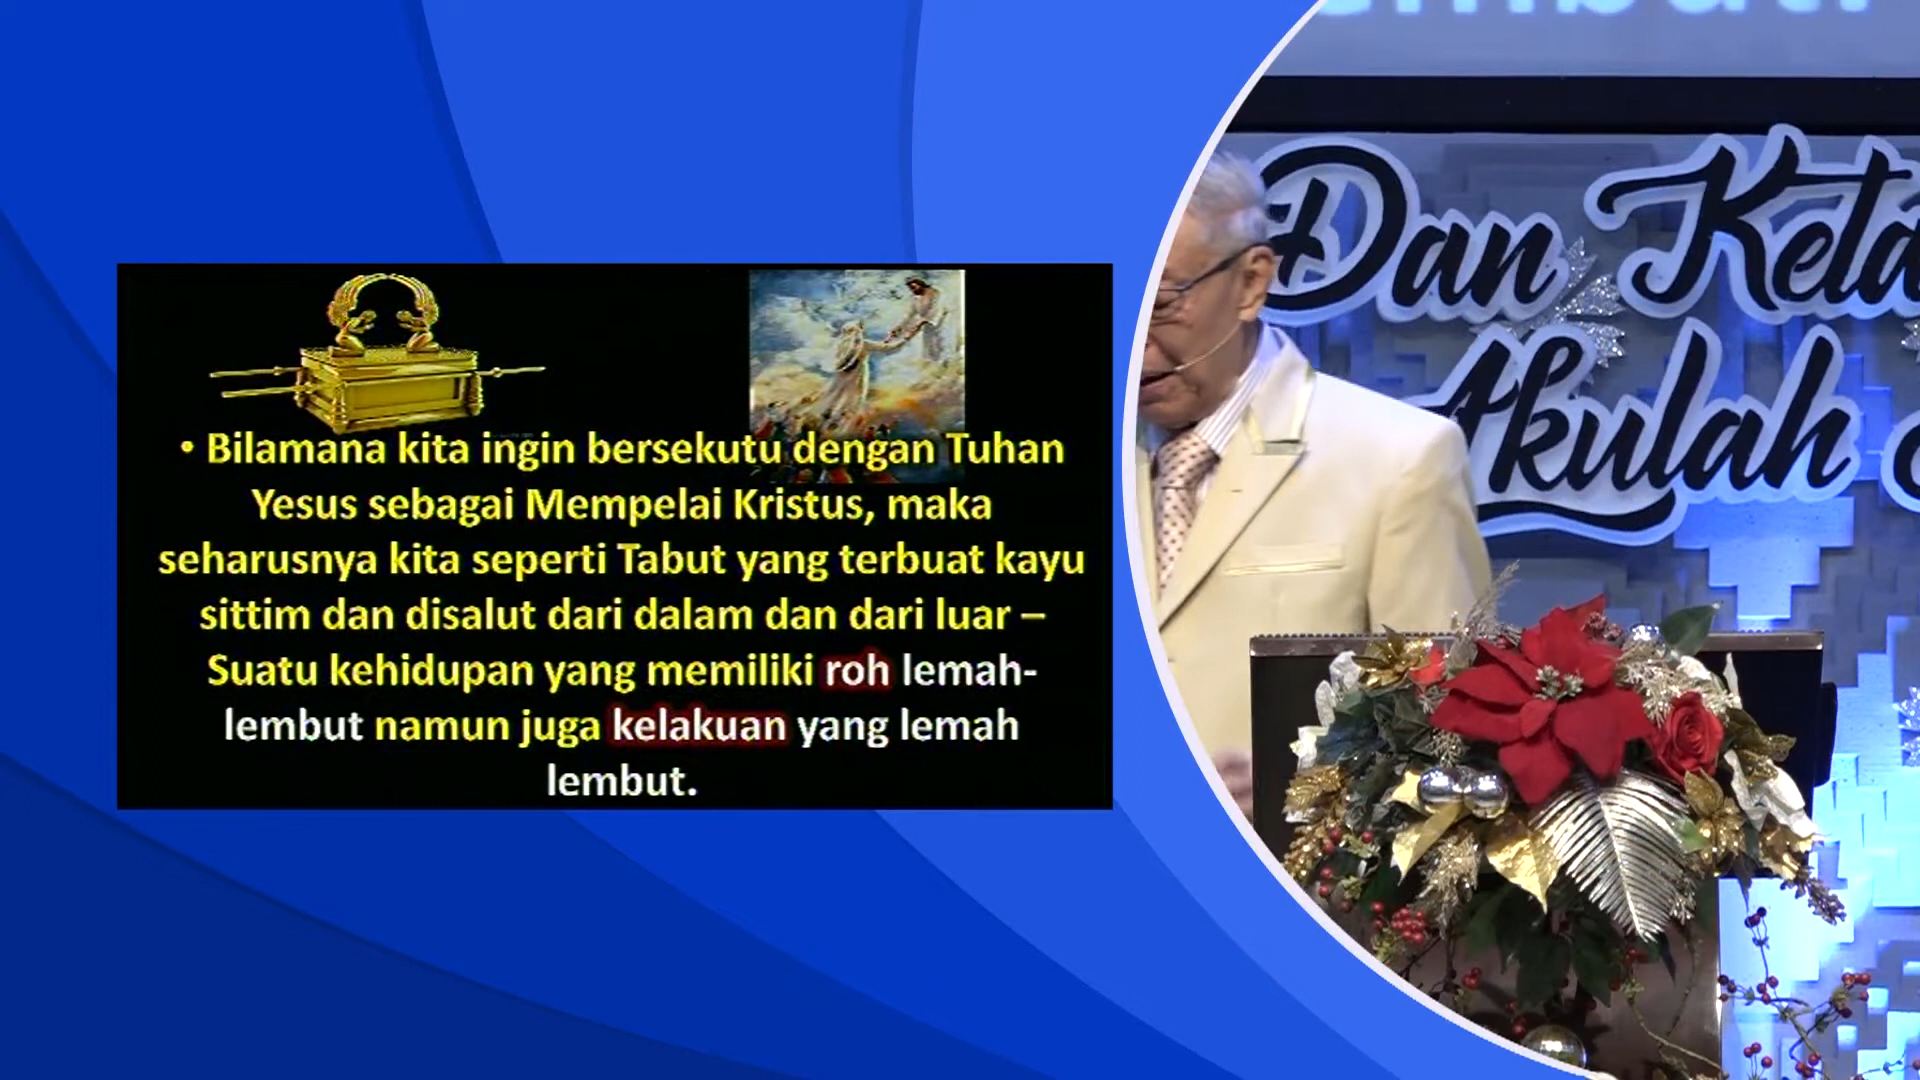 • Bilamana kita ingin bersekutu dengan Tuhan
Yesus sebagai Mempelai Kristus, maka
seharusnya kita seperti Tabut yang terbuat kayu
sittim dan disalut dari dalam dan dari luar –
Suatu kehidupan yang memiliki roh lemah-
lembut namun juga kelakuan yang lemah
lembut.
Dan
Akulah